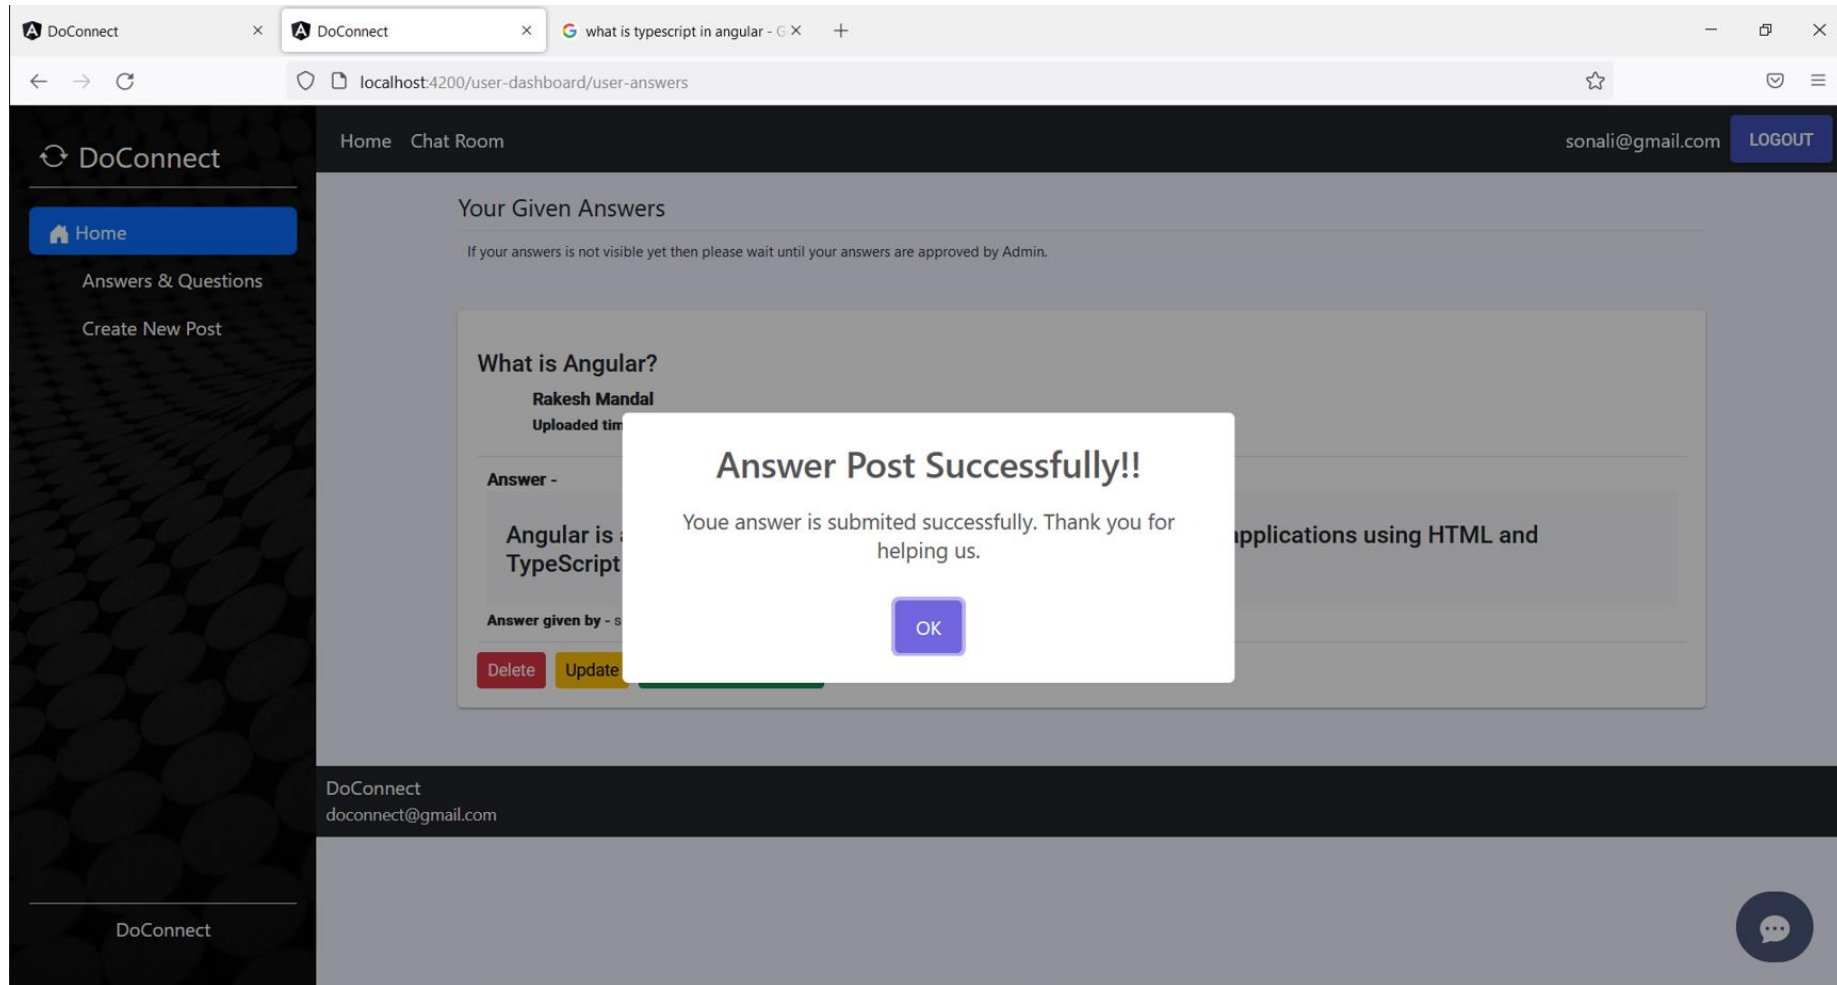 DoConnect
DoConnect
what is typescript in angular - G
localhost:4200/user-dashboard/user-answers
DoConnect
Home
Answers & Questions
Create New Post
DoConnect
Home Chat Room
sonali@gmail.com LOGOUT
Your Given Answers
If your answers is not visible yet then please wait until your answers are approved by Admin.
What is Angular?
Rakesh Mandal
Uploaded tim
Answer -
Angular is a applications using HTML and
TypeScript
Answer given by - s
Delete Update
Answer Post Successfully!!
Youe answer is submited successfully. Thank you for
helping us.
OK
DoConnect
doconnect@gmail.com